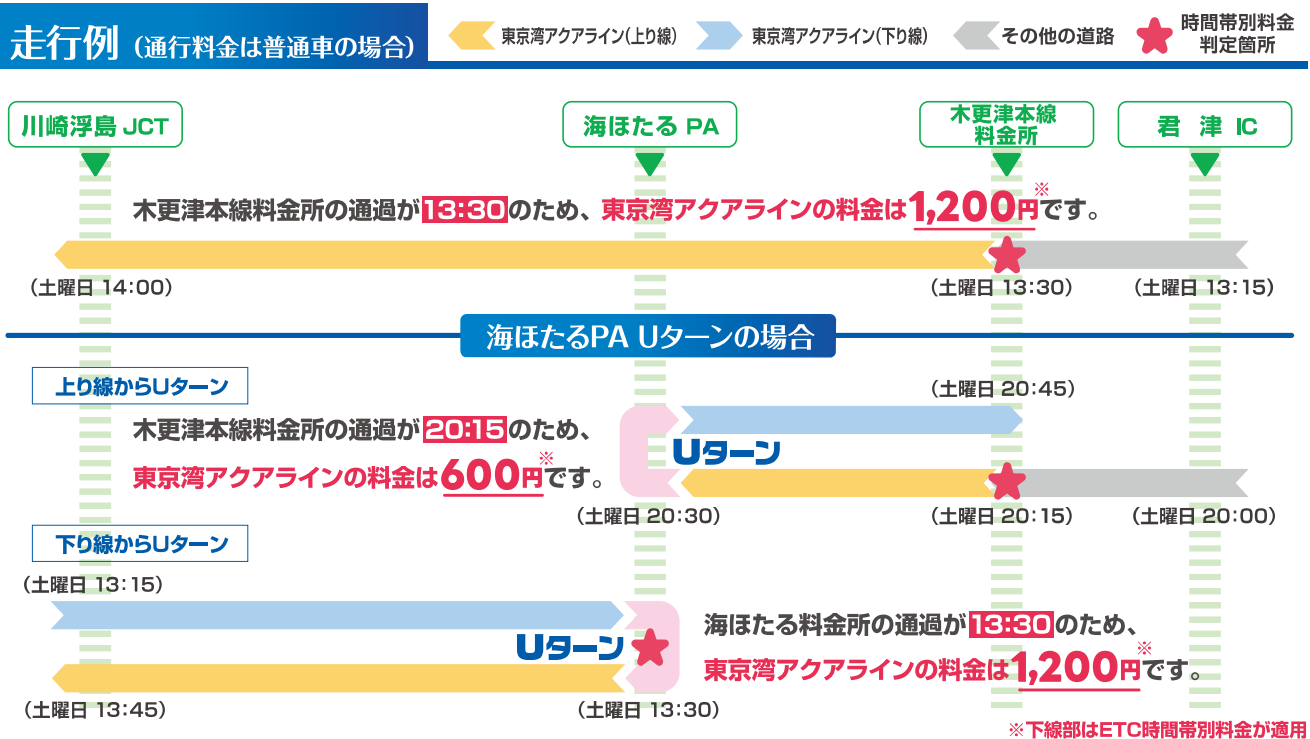 走行例（通行料金は普通車の場合）
東京湾アクアライン(上り線)
東京湾アクアライン(下り線)
その他の道路
時間帯別料金
判定箇所
川崎浮島 JCT
海ほたる PA
木更津本線
料金所
君 津 IC
木更津本線料金所の通過が13:30のため、東京湾アクアラインの料金は1,200円※です。
（土曜日 14:00）
（土曜日 13:30）
（土曜日 13:15）
海ほたるPA Uターンの場合
上り線からUターン
（土曜日 20:45）
木更津本線料金所の通過が20:15のため、
Uターン
東京湾アクアラインの料金は600円※です。
（土曜日 20:30）
（土曜日 20:15）
（土曜日 20:00）
下り線からUターン
（土曜日 13:15）
海ほたる料金所の通過が13:30のため、
Uターン
東京湾アクアラインの料金は1,200円※です。
（土曜日 13:45）
（土曜日 13:30）
※下線部はETC時間帯別料金が適用